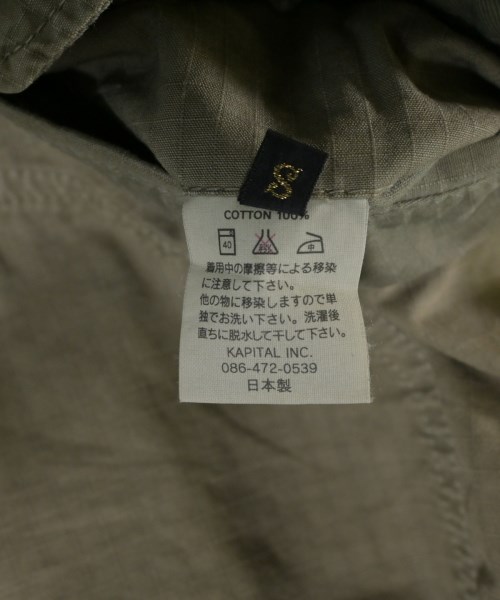 S
COTTON 100%
40 中
着用中の摩擦等による移染
に注意して下さい。
他の物に移染しますので単
独でお洗い下さい。洗濯後
直ちに脱水して干して下さい。
KAPITAL INC.
086-472-0539
日本製